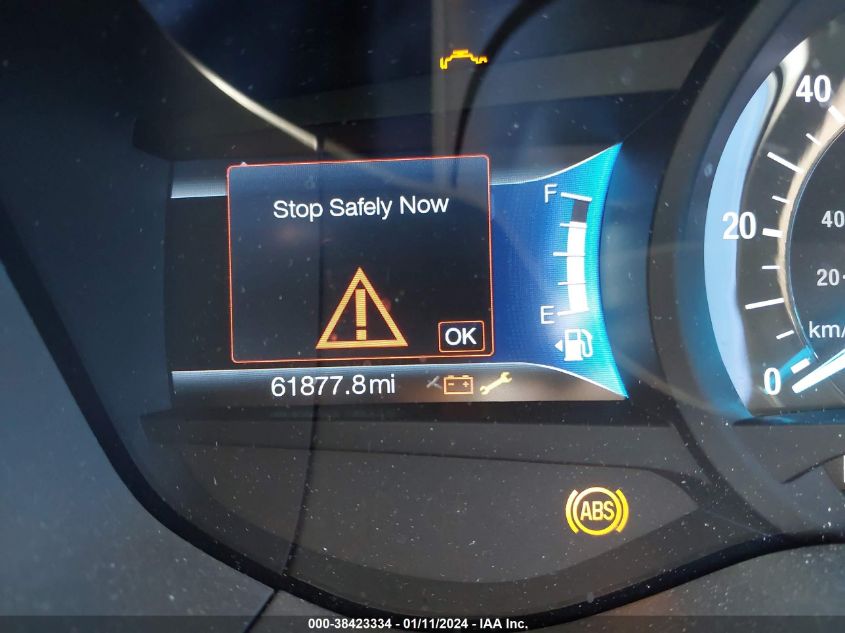 Stop Safely Now
OK
F
E
61877.8mi
ABS
40
20
0
40
20
km/
000-38423334 - 01/11/2024 - IAA Inc.